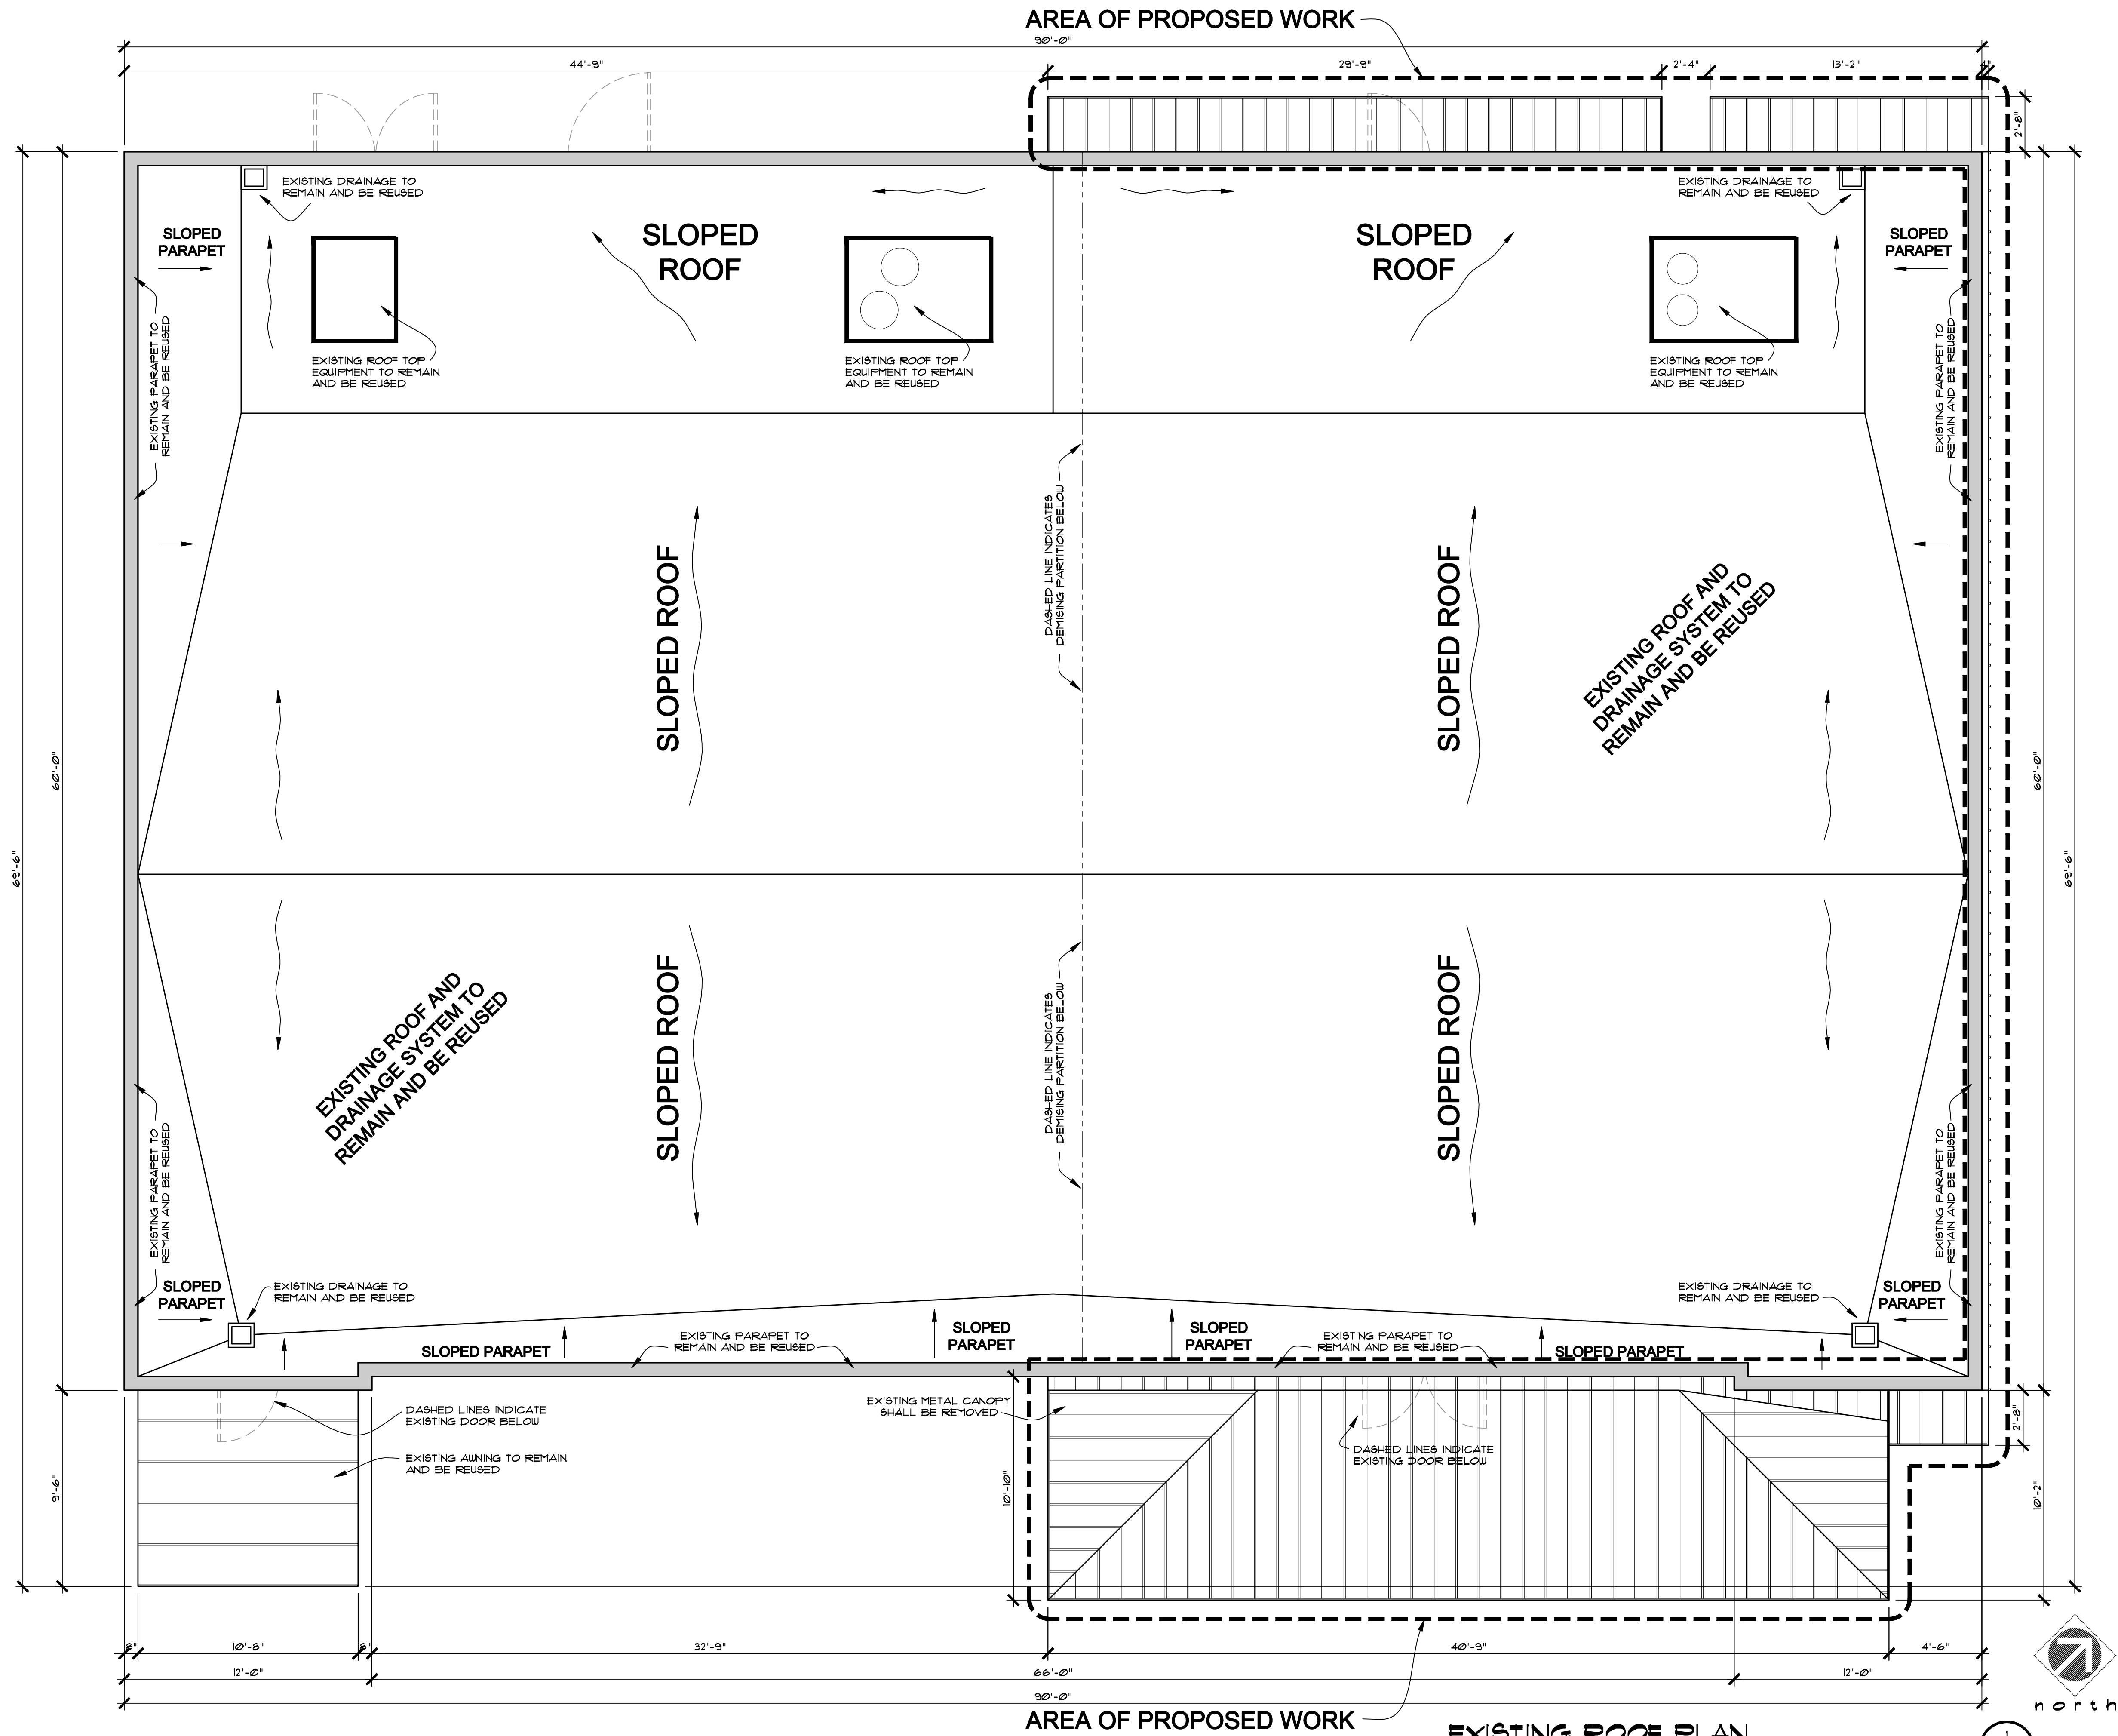 AREA OF PROPOSED WORK
90'-0"
44'-9"
29'-9"
2'-4"
13'-2"
4"
2'-8"
EXISTING DRAINAGE TO
REMAIN AND BE REUSED
EXISTING DRAINAGE TO
REMAIN AND BE REUSED
SLOPED
PARAPET
SLOPED
ROOF
SLOPED
ROOF
SLOPED
PARAPET
EXISTING PARAPET TO
REMAIN AND BE REUSED
EXISTING ROOF TOP
EQUIPMENT TO REMAIN
AND BE REUSED
EXISTING ROOF TOP
EQUIPMENT TO REMAIN
AND BE REUSED
EXISTING ROOF TOP
EQUIPMENT TO REMAIN
AND BE REUSED
EXISTING PARAPET TO
REMAIN AND BE REUSED
DASHED LINE INDICATES
DEMISING PARTITION BELOW
SLOPED ROOF
SLOPED ROOF
EXISTING ROOF AND
DRAINAGE SYSTEM TO
REMAIN AND BE REUSED
60'-0"
69'-6"
60'-0"
69'-6"
EXISTING ROOF AND
DRAINAGE SYSTEM TO
REMAIN AND BE REUSED
SLOPED ROOF
DASHED LINE INDICATES
DEMISING PARTITION BELOW
SLOPED ROOF
EXISTING PARAPET TO
REMAIN AND BE REUSED
EXISTING PARAPET TO
REMAIN AND BE REUSED
SLOPED
PARAPET
EXISTING DRAINAGE TO
REMAIN AND BE REUSED
EXISTING DRAINAGE TO
REMAIN AND BE REUSED
SLOPED
PARAPET
SLOPED PARAPET
EXISTING PARAPET TO
REMAIN AND BE REUSED
SLOPED
PARAPET
SLOPED
PARAPET
EXISTING PARAPET TO
REMAIN AND BE REUSED
SLOPED PARAPET
DASHED LINES INDICATE
EXISTING DOOR BELOW
EXISTING METAL CANOPY
SHALL BE REMOVED
DASHED LINES INDICATE
EXISTING DOOR BELOW
EXISTING AWNING TO REMAIN
AND BE REUSED
2'-8"
9'-6"
10'-10"
10'-2"
8"
10'-8"
8"
32'-9"
40'-9"
4'-6"
12'-0"
66'-0"
12'-0"
90'-0"
north
AREA OF PROPOSED WORK
EXISTING ROOF PLAN
1